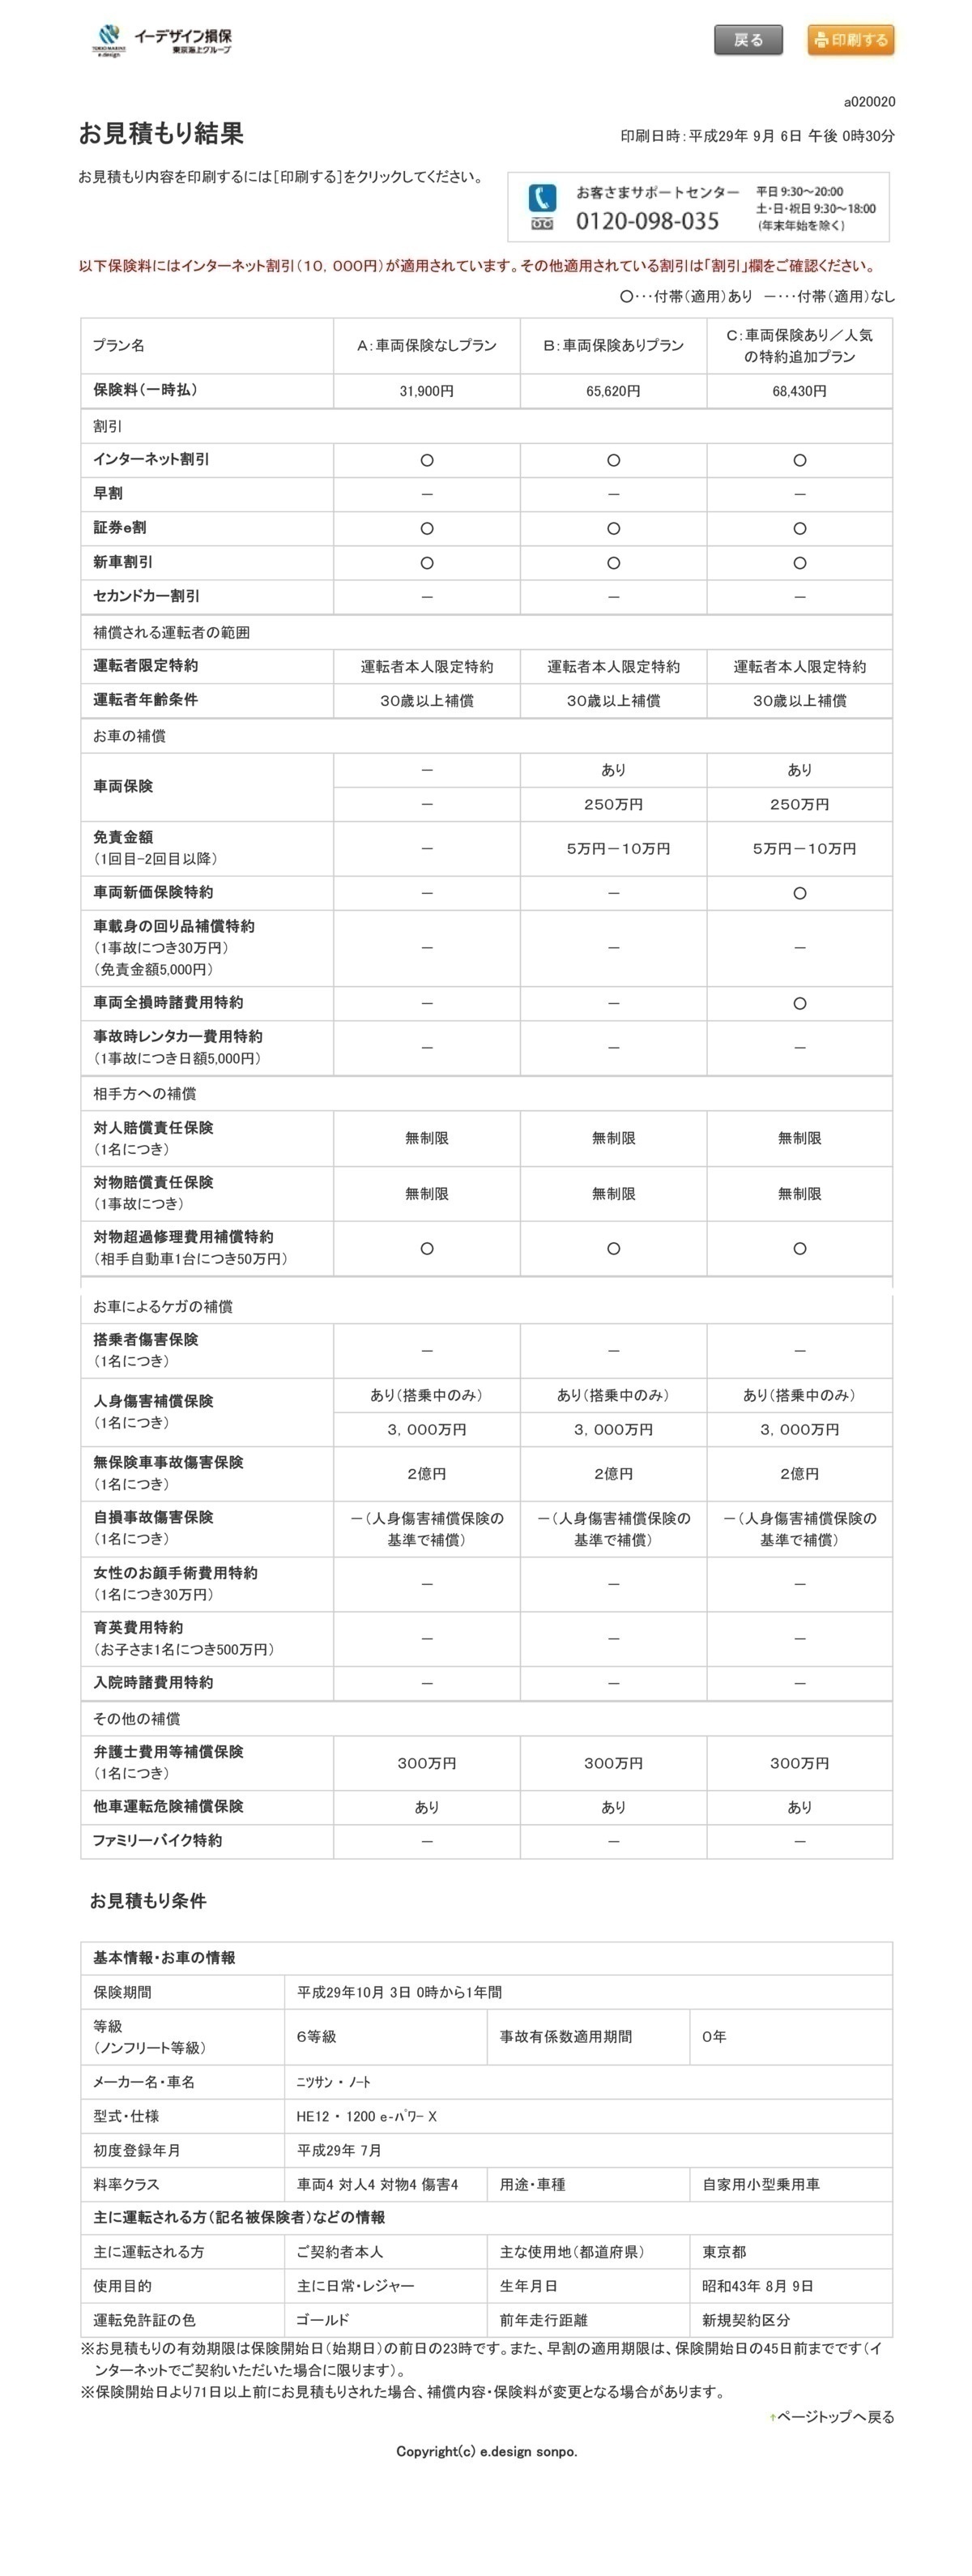 TOKIO MARINE
e.design
イーデザイン損保
東京海上グループ
戻る
印刷する
a020020
お見積もり結果
印刷日時：平成29年 9月 6日 午後 0時30分
お見積もり内容を印刷するには［印刷する］をクリックしてください。
お客さまサポートセンター
0120-098-035
平日 9:30～20:00
土・日・祝日 9:30～18:00
（年末年始を除く）
以下保険料にはインターネット割引（10，000円）が適用されています。その他適用されている割引は「割引」欄をご確認ください。
○・・・付帯（適用）あり　－・・・付帯（適用）なし
プラン名 A：車両保険なしプラン B：車両保険ありプラン C：車両保険あり／人気の特約追加プラン
保険料（一時払） 31,900円 65,620円 68,430円
割引
インターネット割引 ○ ○ ○
早割 － － －
証券e割 ○ ○ ○
新車割引 ○ ○ ○
セカンドカー割引 － － －
補償される運転者の範囲
運転者限定特約 運転者本人限定特約 運転者本人限定特約 運転者本人限定特約
運転者年齢条件 30歳以上補償 30歳以上補償 30歳以上補償
お車の補償
車両保険 － あり あり
－ 250万円 250万円
免責金額
（1回目-2回目以降） － 5万円－10万円 5万円－10万円
車両新価保険特約 － － ○
車載身の回り品補償特約
（1事故につき30万円）
（免責金額5,000円） － － －
車両全損時諸費用特約 － － ○
事故時レンタカー費用特約
（1事故につき日額5,000円） － － －
相手方への補償
対人賠償責任保険
（1名につき） 無制限 無制限 無制限
対物賠償責任保険
（1事故につき） 無制限 無制限 無制限
対物超過修理費用補償特約
（相手自動車1台につき50万円） ○ ○ ○
お車によるケガの補償
搭乗者傷害保険
（1名につき） － － －
人身傷害補償保険
（1名につき） あり（搭乗中のみ） あり（搭乗中のみ） あり（搭乗中のみ）
3，000万円 3，000万円 3，000万円
無保険車事故傷害保険
（1名につき） 2億円 2億円 2億円
自損事故傷害保険
（1名につき） －（人身傷害補償保険の基準で補償） －（人身傷害補償保険の基準で補償） －（人身傷害補償保険の基準で補償）
女性のお顔手術費用特約
（1名につき30万円） － － －
育英費用特約
（お子さま1名につき500万円） － － －
入院時諸費用特約 － － －
その他の補償
弁護士費用等補償保険
（1名につき） 300万円 300万円 300万円
他車運転危険補償保険 あり あり あり
ファミリーバイク特約 － － －
お見積もり条件
基本情報・お車の情報
保険期間 平成29年10月 3日 0時から1年間
等級
（ノンフリート等級） 6等級 事故有係数適用期間 0年
メーカー名・車名 ﾆﾂｻﾝ ・ ﾉｰﾄ
型式・仕様 HE12 ・ 1200 e-ﾊﾟﾜｰ X
初度登録年月 平成29年 7月
料率クラス 車両4 対人4 対物4 傷害4 用途・車種 自家用小型乗用車
主に運転される方（記名被保険者）などの情報
主に運転される方 ご契約者本人 主な使用地（都道府県） 東京都
使用目的 主に日常・レジャー 生年月日 昭和43年 8月 9日
運転免許証の色 ゴールド 前年走行距離 新規契約区分
※お見積もりの有効期限は保険開始日（始期日）の前日の23時です。また、早割の適用期限は、保険開始日の45日前までです（イ
ンターネットでご契約いただいた場合に限ります）。
※保険開始日より71日以上前にお見積もりされた場合、補償内容・保険料が変更となる場合があります。
↑ページトップへ戻る
Copyright(c) e.design sonpo.